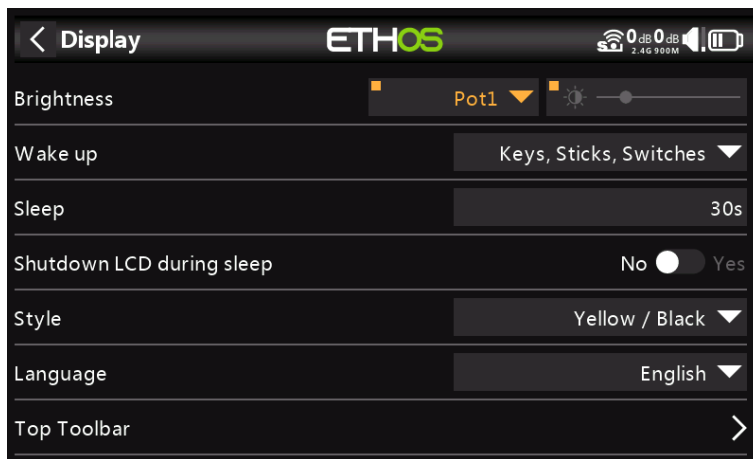 Display
ETHOS
0dB 0dB
2.4G 900M
Brightness
Pot1
Wake up
Keys, Sticks, Switches
Sleep
30s
Shutdown LCD during sleep
No Yes
Style
Yellow / Black
Language
English
Top Toolbar